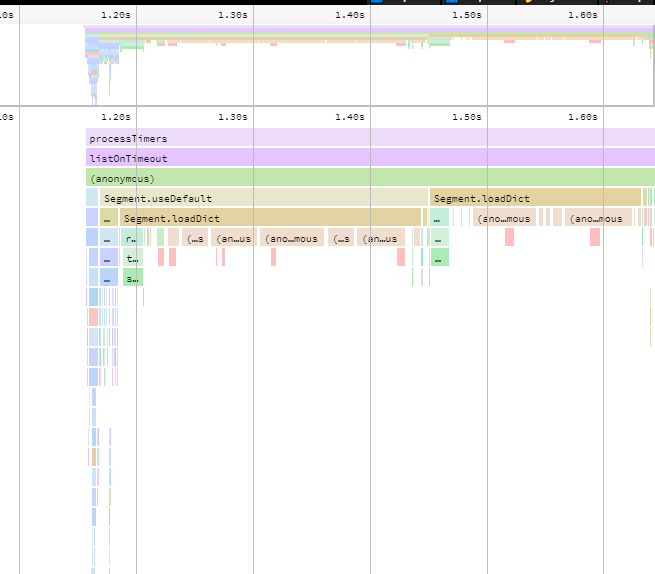 0s 1.20s 1.30s 1.40s 1.50s 1.60s
0s 1.20s 1.30s 1.40s 1.50s 1.60s
processTimers
listOnTimeout
(anonymous)
Segment.useDefault Segment.loadDict
… Segment.loadDict … (ano…mous (ano…mous
… r… (…s (an…us (ano…mous (…s (an…us …
… t… …
… s…